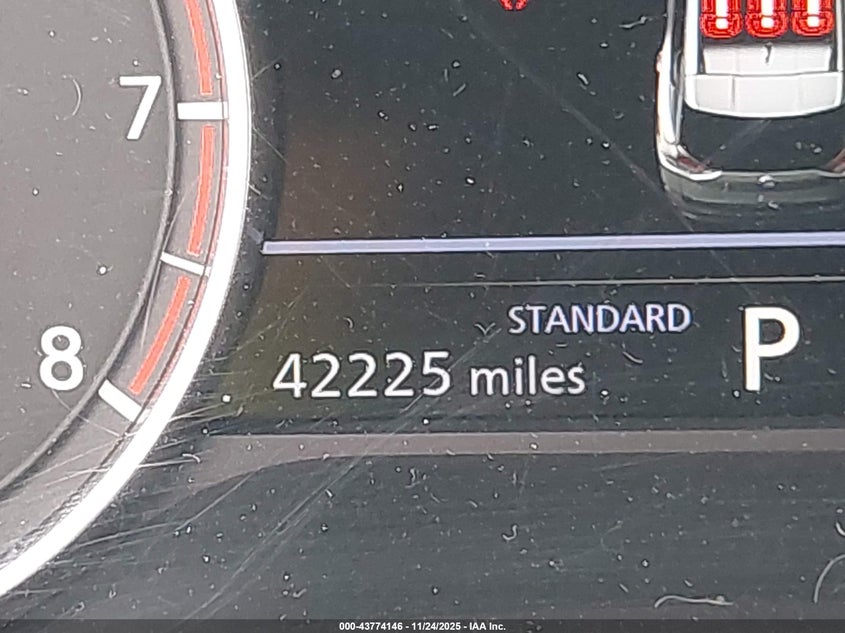 7
STANDARD
P
8
42225 miles
000-43774146 - 11/24/2025 - IAA Inc.